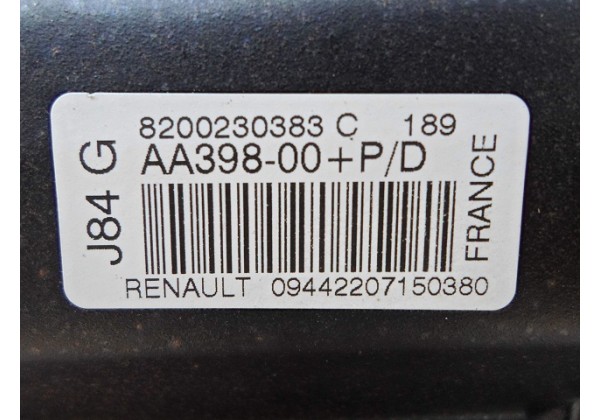 8200230383 C 189
J84 G
AA398-00+P/D
FRANCE
RENAULT 09442207150380